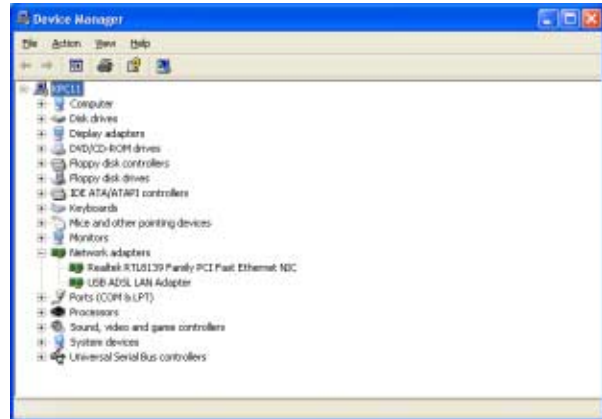 Device Manager
File Action View Help
XPCL1
Computer
Disk drives
Display adapters
DVD/CD-ROM drives
Floppy disk controllers
Floppy disk drives
IDE ATA/ATAPI controllers
Keyboards
Mice and other pointing devices
Monitors
Network adapters
Realtek RTL8139 Family PCI Fast Ethernet NIC
USB ADSL LAN Adapter
Ports (COM & LPT)
Processors
Sound, video and game controllers
System devices
Universal Serial Bus controllers